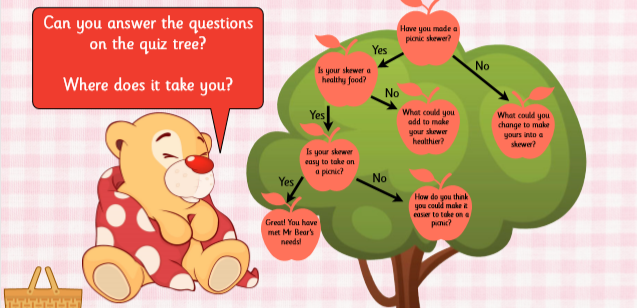 Can you answer the questions
on the quiz tree?
Where does it take you?
Have you made a
picnic skewer?
Yes
No
Is your skewer a
healthy food?
Yes
No
What could you
add to make
your skewer
healthier?
What could you
change to make
yours into a
skewer?
Is your skewer
easy to take on
a picnic?
Yes
No
Great! You have
met Mr Bear's
needs!
How do you think
you could make it
easier to take on a
picnic?